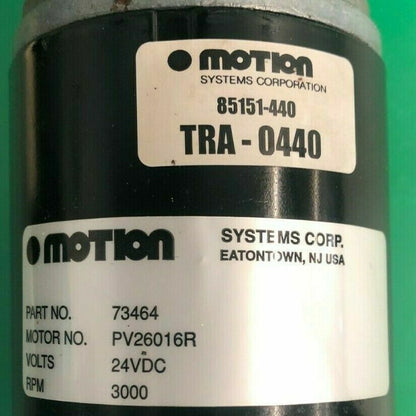 MOTION
SYSTEMS CORPORATION
85151-440
TRA - 0440
MOTION SYSTEMS CORP.
EATONTOWN, NJ USA
PART NO. 73464
MOTOR NO. PV26016R
VOLTS 24VDC
RPM 3000